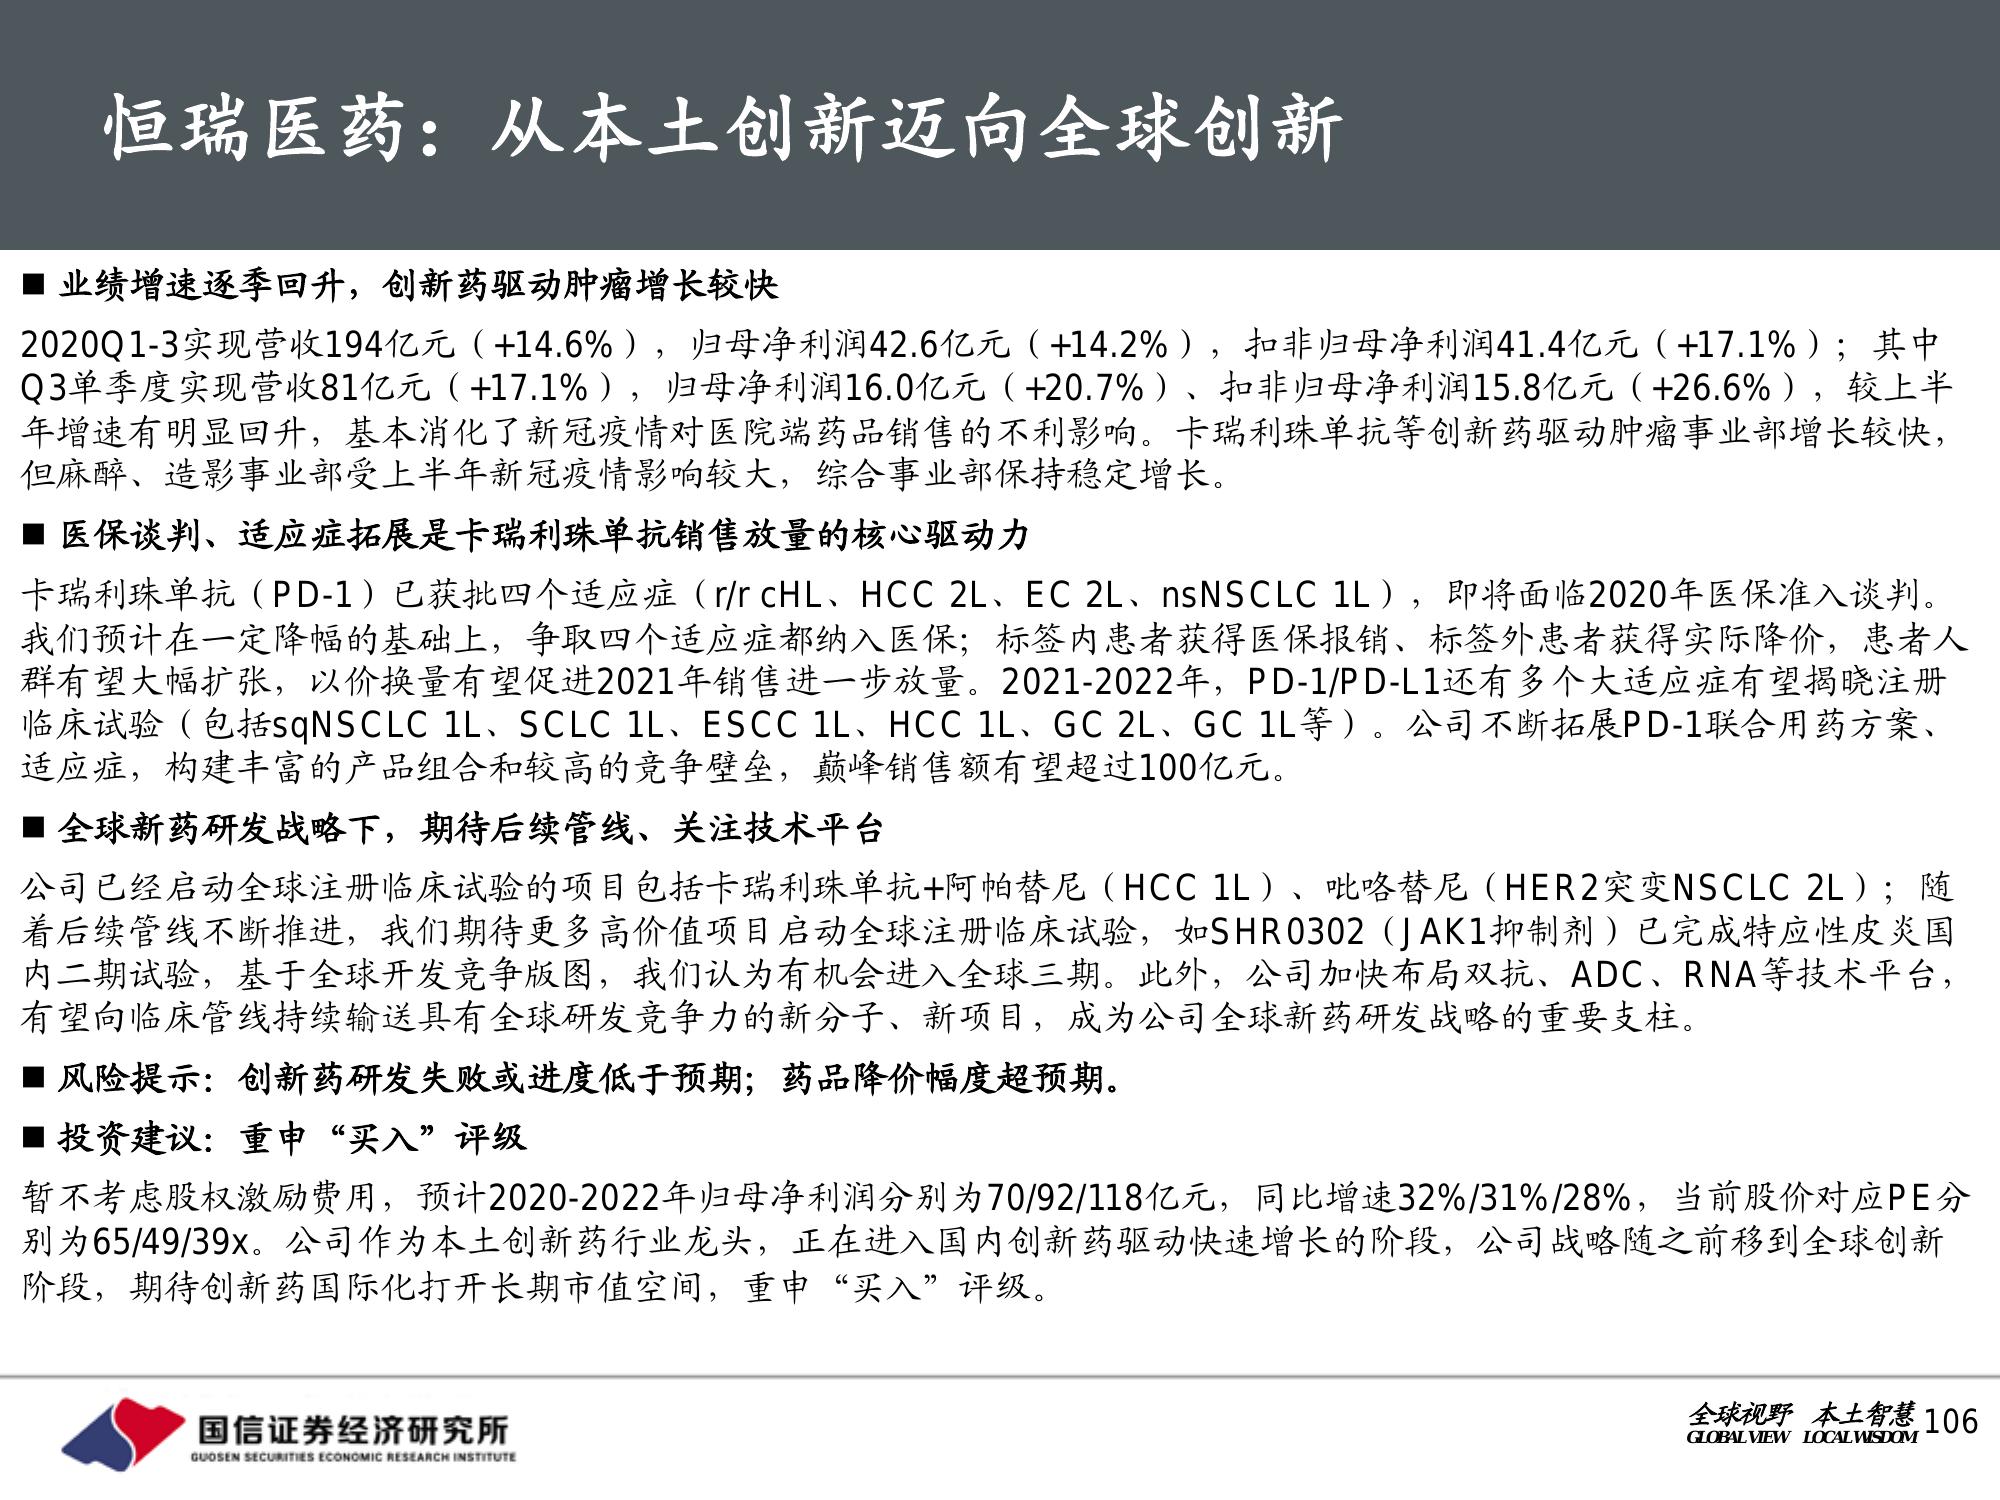 恒瑞医药：从本土创新迈向全球创新
■ 业绩增速逐季回升，创新药驱动肿瘤增长较快
2020Q1-3实现营收194亿元（+14.6%），归母净利润42.6亿元（+14.2%），扣非归母净利润41.4亿元（+17.1%）；其中
Q3单季度实现营收81亿元（+17.1%），归母净利润16.0亿元（+20.7%）、扣非归母净利润15.8亿元（+26.6%），较上半
年增速有明显回升，基本消化了新冠疫情对医院端药品销售的不利影响。卡瑞利珠单抗等创新药驱动肿瘤事业部增长较快，
但麻醉、造影事业部受上半年新冠疫情影响较大，综合事业部保持稳定增长。
■ 医保谈判、适应症拓展是卡瑞利珠单抗销售放量的核心驱动力
卡瑞利珠单抗（PD-1）已获批四个适应症（r/r cHL、HCC 2L、EC 2L、nsNSCLC 1L），即将面临2020年医保准入谈判。
我们预计在一定降幅的基础上，争取四个适应症都纳入医保；标签内患者获得医保报销、标签外患者获得实际降价，患者人
群有望大幅扩张，以价换量有望促进2021年销售进一步放量。2021-2022年，PD-1/PD-L1还有多个大适应症有望揭晓注册
临床试验（包括sqNSCLC 1L、SCLC 1L、ESCC 1L、HCC 1L、GC 2L、GC 1L等）。公司不断拓展PD-1联合用药方案、
适应症，构建丰富的产品组合和较高的竞争壁垒，巅峰销售额有望超过100亿元。
■ 全球新药研发战略下，期待后续管线、关注技术平台
公司已经启动全球注册临床试验的项目包括卡瑞利珠单抗+阿帕替尼（HCC 1L）、吡咯替尼（HER2突变NSCLC 2L）；随
着后续管线不断推进，我们期待更多高价值项目启动全球注册临床试验，如SHR0302（JAK1抑制剂）已完成特应性皮炎国
内二期试验，基于全球开发竞争版图，我们认为有机会进入全球三期。此外，公司加快布局双抗、ADC、RNA等技术平台，
有望向临床管线持续输送具有全球研发竞争力的新分子、新项目，成为公司全球新药研发战略的重要支柱。
■ 风险提示：创新药研发失败或进度低于预期；药品降价幅度超预期。
■ 投资建议：重申“买入”评级
暂不考虑股权激励费用，预计2020-2022年归母净利润分别为70/92/118亿元，同比增速32%/31%/28%，当前股价对应PE分
别为65/49/39x。公司作为本土创新药行业龙头，正在进入国内创新药驱动快速增长的阶段，公司战略随之前移到全球创新
阶段，期待创新药国际化打开长期市值空间，重申“买入”评级。
国信证券经济研究所
GUOSEN SECURITIES ECONOMIC RESEARCH INSTITUTE
全球视野 本土智慧
GLOBAL VIEW LOCAL WISDOM
106